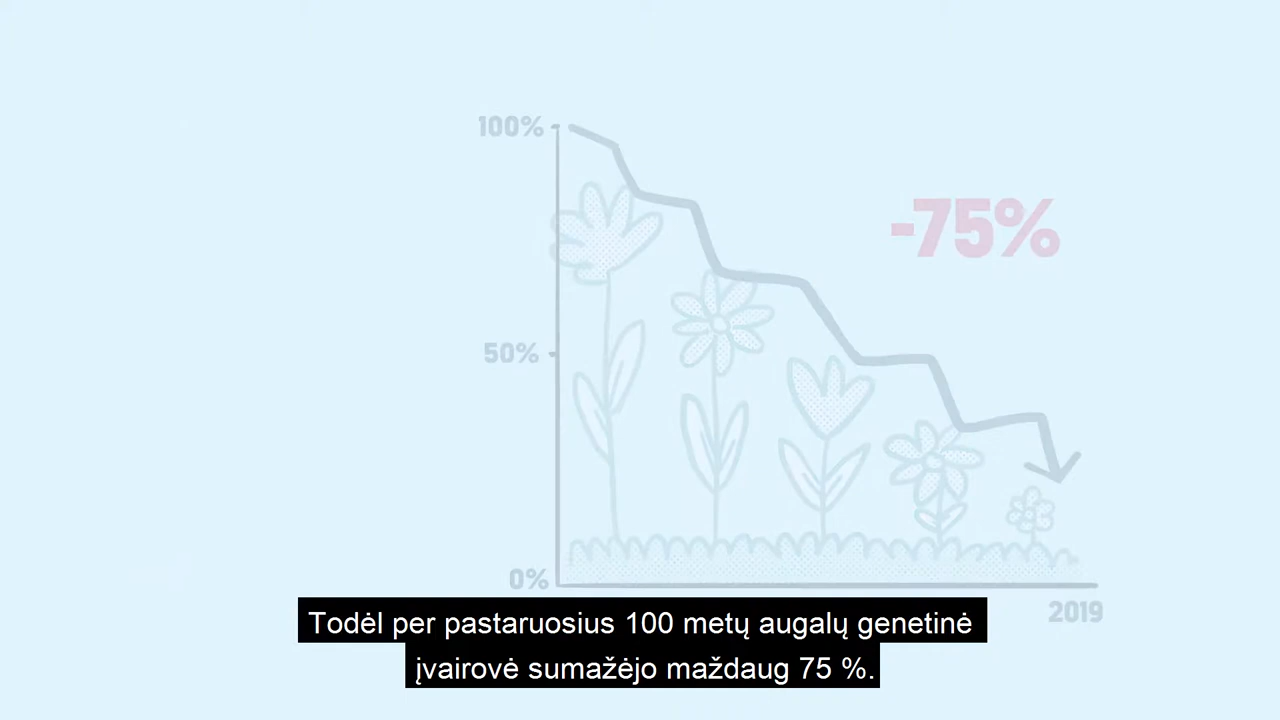 100%
-75%
50%
0%
2019
Todėl per pastaruosius 100 metų augalų genetinė
įvairovė sumažėjo maždaug 75 %.